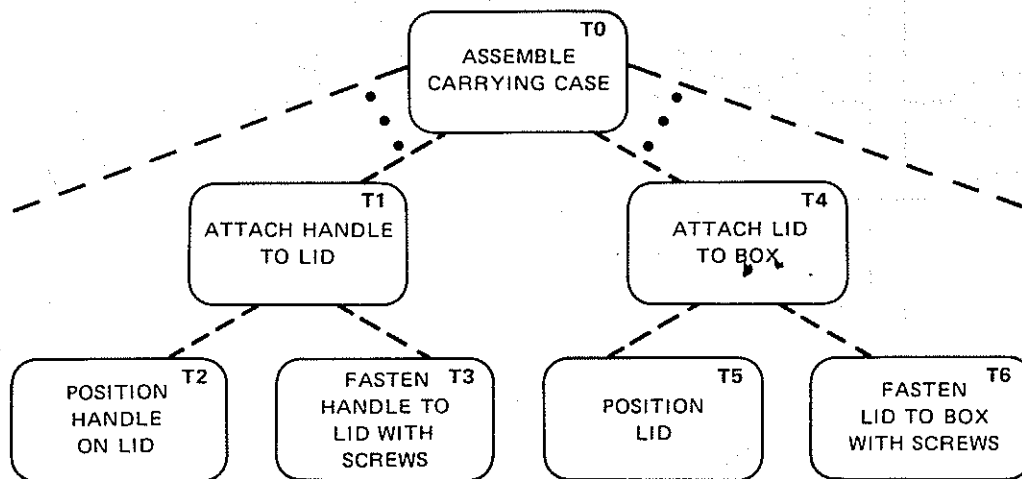 T0
ASSEMBLE
CARRYING CASE
T1
ATTACH HANDLE
TO LID
T4
ATTACH LID
TO BOX
T2
POSITION
HANDLE
ON LID
T3
FASTEN
HANDLE TO
LID WITH
SCREWS
T5
POSITION
LID
T6
FASTEN
LID TO BOX
WITH SCREWS